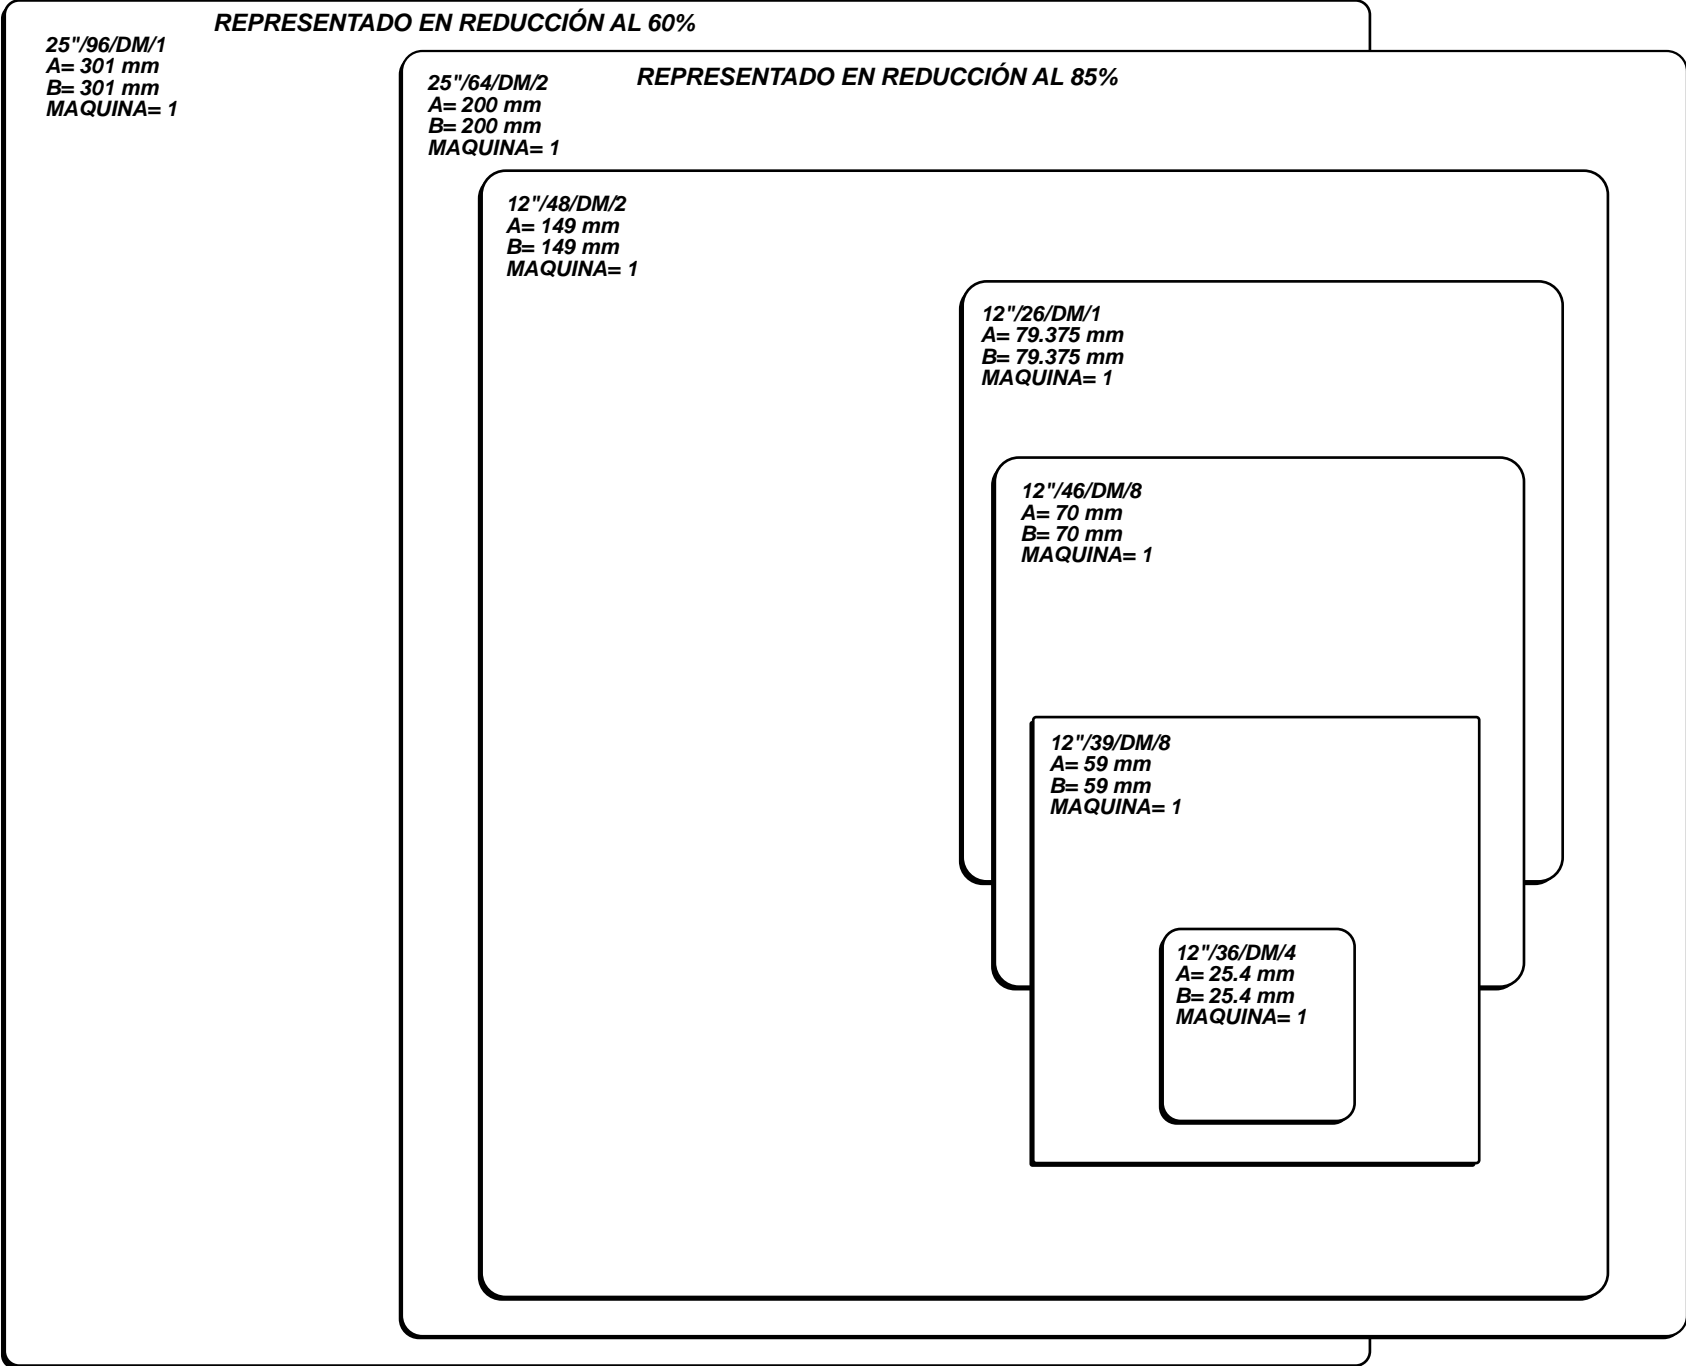 REPRESENTADO EN REDUCCIÓN AL 60%
25"/96/DM/1
A= 301 mm
B= 301 mm
MAQUINA= 1
REPRESENTADO EN REDUCCIÓN AL 85%
25"/64/DM/2
A= 200 mm
B= 200 mm
MAQUINA= 1
12"/48/DM/2
A= 149 mm
B= 149 mm
MAQUINA= 1
12"/26/DM/1
A= 79.375 mm
B= 79.375 mm
MAQUINA= 1
12"/46/DM/8
A= 70 mm
B= 70 mm
MAQUINA= 1
12"/39/DM/8
A= 59 mm
B= 59 mm
MAQUINA= 1
12"/36/DM/4
A= 25.4 mm
B= 25.4 mm
MAQUINA= 1